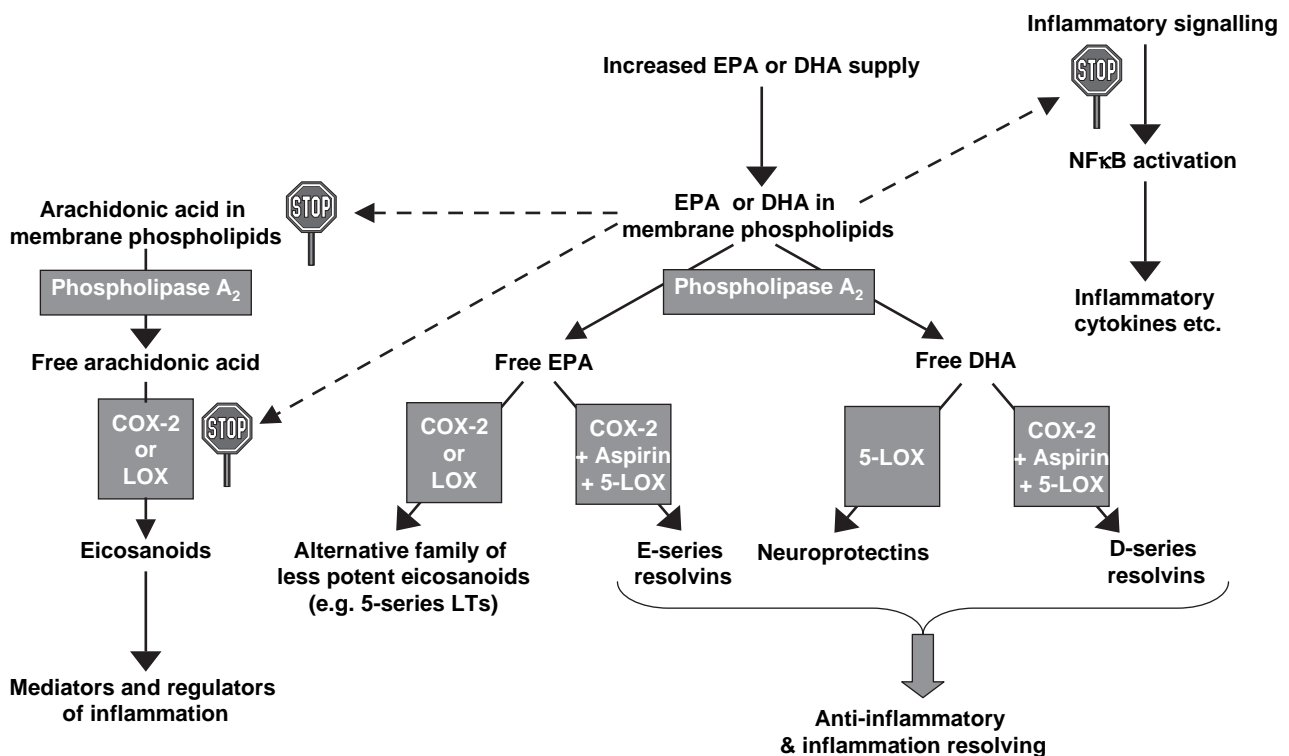 Inflammatory signalling
STOP
NFκB activation
Inflammatory
cytokines etc.
Increased EPA or DHA supply
EPA or DHA in
membrane phospholipids
Phospholipase A₂
Free EPA
Free DHA
COX-2
or
LOX
COX-2
+ Aspirin
+ 5-LOX
5-LOX
COX-2
+ Aspirin
+ 5-LOX
Alternative family of
less potent eicosanoids
(e.g. 5-series LTs)
E-series
resolvins
Neuroprotectins
D-series
resolvins
Anti-inflammatory
& inflammation resolving
Arachidonic acid in
membrane phospholipids
STOP
Phospholipase A₂
Free arachidonic acid
COX-2
or
LOX
STOP
Eicosanoids
Mediators and regulators
of inflammation